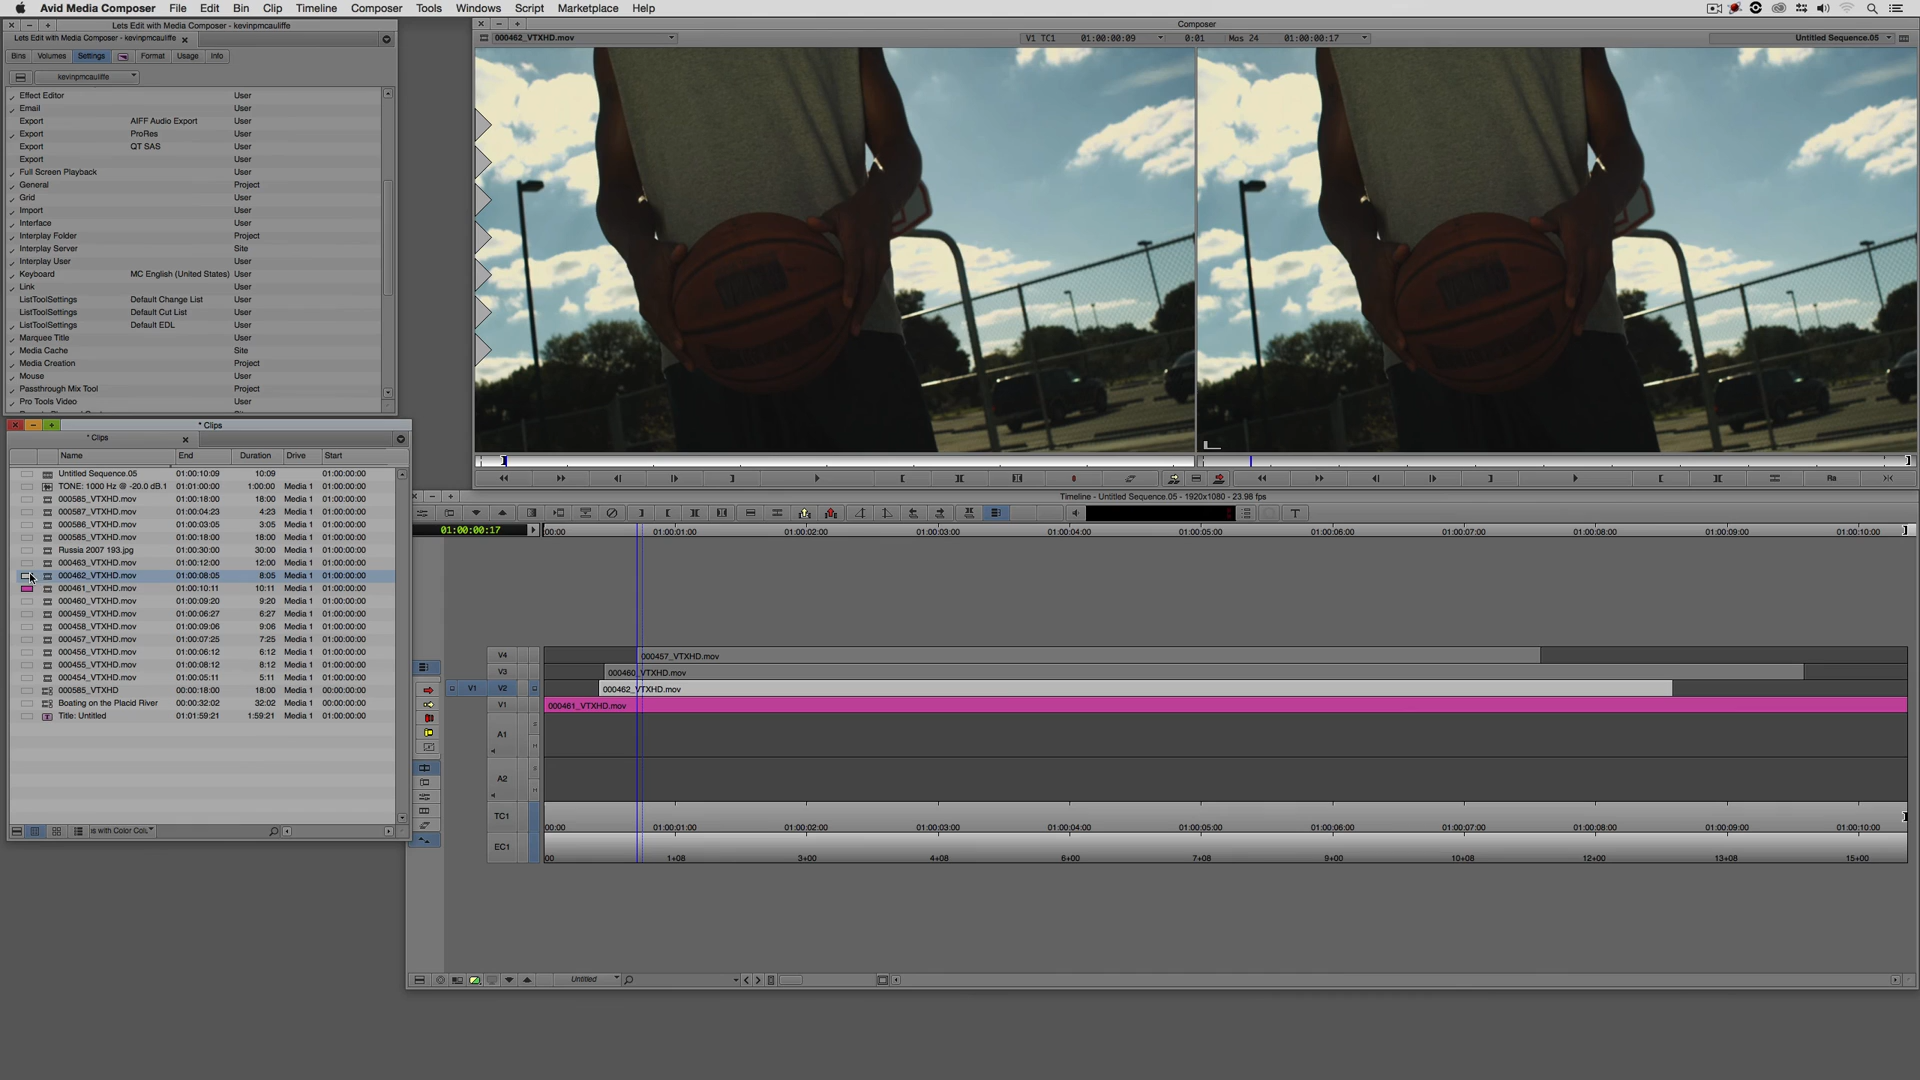 Avid Media Composer File Edit Bin Clip Timeline Composer Tools Windows Script Marketplace Help
Lets Edit with Media Composer - kevinpmcauliffe
Lets Edit with Media Composer - kevinpmcauliffe
Bins Volumes Settings Format Usage Info
kevinpmcauliffe
Effect Editor User
Email User
Export AIFF Audio Export User
Export ProRes User
Export QT SAS User
Export User
Full Screen Playback User
General Project
Grid User
Import User
Interface User
Interplay Folder Project
Interplay Server Site
Interplay User User
Keyboard MC English (United States) User
Link User
ListToolSettings Default Change List User
ListToolSettings Default Cut List User
ListToolSettings Default EDL User
Marquee Title User
Media Cache Site
Media Creation Project
Mouse User
Passthrough Mix Tool Project
Pro Tools Video User
* Clips
* Clips
Name End Duration Drive Start
Untitled Sequence.05 01:00:10:09 10:09 01:00:00:00
TONE: 1000 Hz @ -20.0 dB.1 01:01:00:00 1:00:00 Media 1 01:00:00:00
000585_VTXHD.mov 01:00:18:00 18:00 Media 1 01:00:00:00
000587_VTXHD.mov 01:00:04:23 4:23 Media 1 01:00:00:00
000586_VTXHD.mov 01:00:03:05 3:05 Media 1 01:00:00:00
000585_VTXHD.mov 01:00:18:00 18:00 Media 1 01:00:00:00
Russia 2007 193.jpg 01:00:30:00 30:00 Media 1 01:00:00:00
000463_VTXHD.mov 01:00:12:00 12:00 Media 1 01:00:00:00
000462_VTXHD.mov 01:00:08:05 8:05 Media 1 01:00:00:00
000461_VTXHD.mov 01:00:10:11 10:11 Media 1 01:00:00:00
000460_VTXHD.mov 01:00:09:20 9:20 Media 1 01:00:00:00
000459_VTXHD.mov 01:00:06:27 6:27 Media 1 01:00:00:00
000458_VTXHD.mov 01:00:09:06 9:06 Media 1 01:00:00:00
000457_VTXHD.mov 01:00:07:25 7:25 Media 1 01:00:00:00
000456_VTXHD.mov 01:00:06:12 6:12 Media 1 01:00:00:00
000455_VTXHD.mov 01:00:08:12 8:12 Media 1 01:00:00:00
000454_VTXHD.mov 01:00:05:11 5:11 Media 1 01:00:00:00
000585_VTXHD 00:00:18:00 18:00 Media 1 00:00:00:00
Boating on the Placid River 00:00:32:02 32:02 Media 1 00:00:00:00
Title: Untitled 01:01:59:21 1:59:21 Media 1 01:00:00:00
is with Color Colu
Composer
000462_VTXHD.mov V1 TC1 01:00:00:09 0:01 Mas 24 01:00:00:17 Untitled Sequence.05
Ra
Timeline - Untitled Sequence.05 - 1920x1080 - 23.98 fps
T
01:00:00:17 00:00 01:00:01:00 01:00:02:00 01:00:03:00 01:00:04:00 01:00:05:00 01:00:06:00 01:00:07:00 01:00:08:00 01:00:09:00 01:00:10:00
V4 000457_VTXHD.mov
V3 000460_VTXHD.mov
V1 V2 000462_VTXHD.mov
V1 000461_VTXHD.mov
A1
A2
TC1 00:00 01:00:01:00 01:00:02:00 01:00:03:00 01:00:04:00 01:00:05:00 01:00:06:00 01:00:07:00 01:00:08:00 01:00:09:00 01:00:10:00
EC1 00 1+08 3+00 4+08 6+00 7+08 9+00 10+08 12+00 13+08 15+00
Untitled